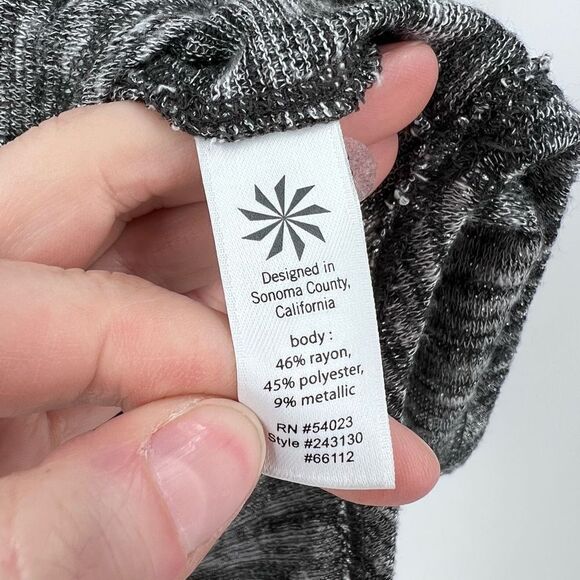 Designed in
Sonoma County,
California
body :
46% rayon,
45% polyester,
9% metallic
RN #54023
Style #243130
#66112